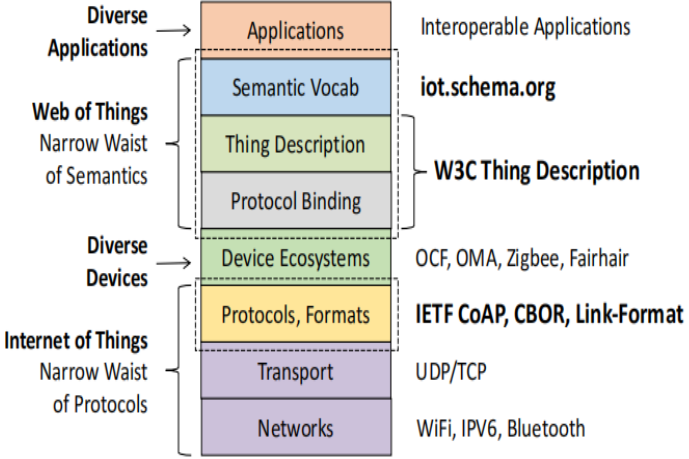 Diverse
Applications
Applications
Interoperable Applications
Web of Things
Narrow Waist
of Semantics
Semantic Vocab
iot.schema.org
Thing Description
Protocol Binding
W3C Thing Description
Diverse
Devices
Device Ecosystems
OCF, OMA, Zigbee, Fairhair
Internet of Things
Narrow Waist
of Protocols
Protocols, Formats
IETF CoAP, CBOR, Link-Format
Transport
UDP/TCP
Networks
WiFi, IPV6, Bluetooth